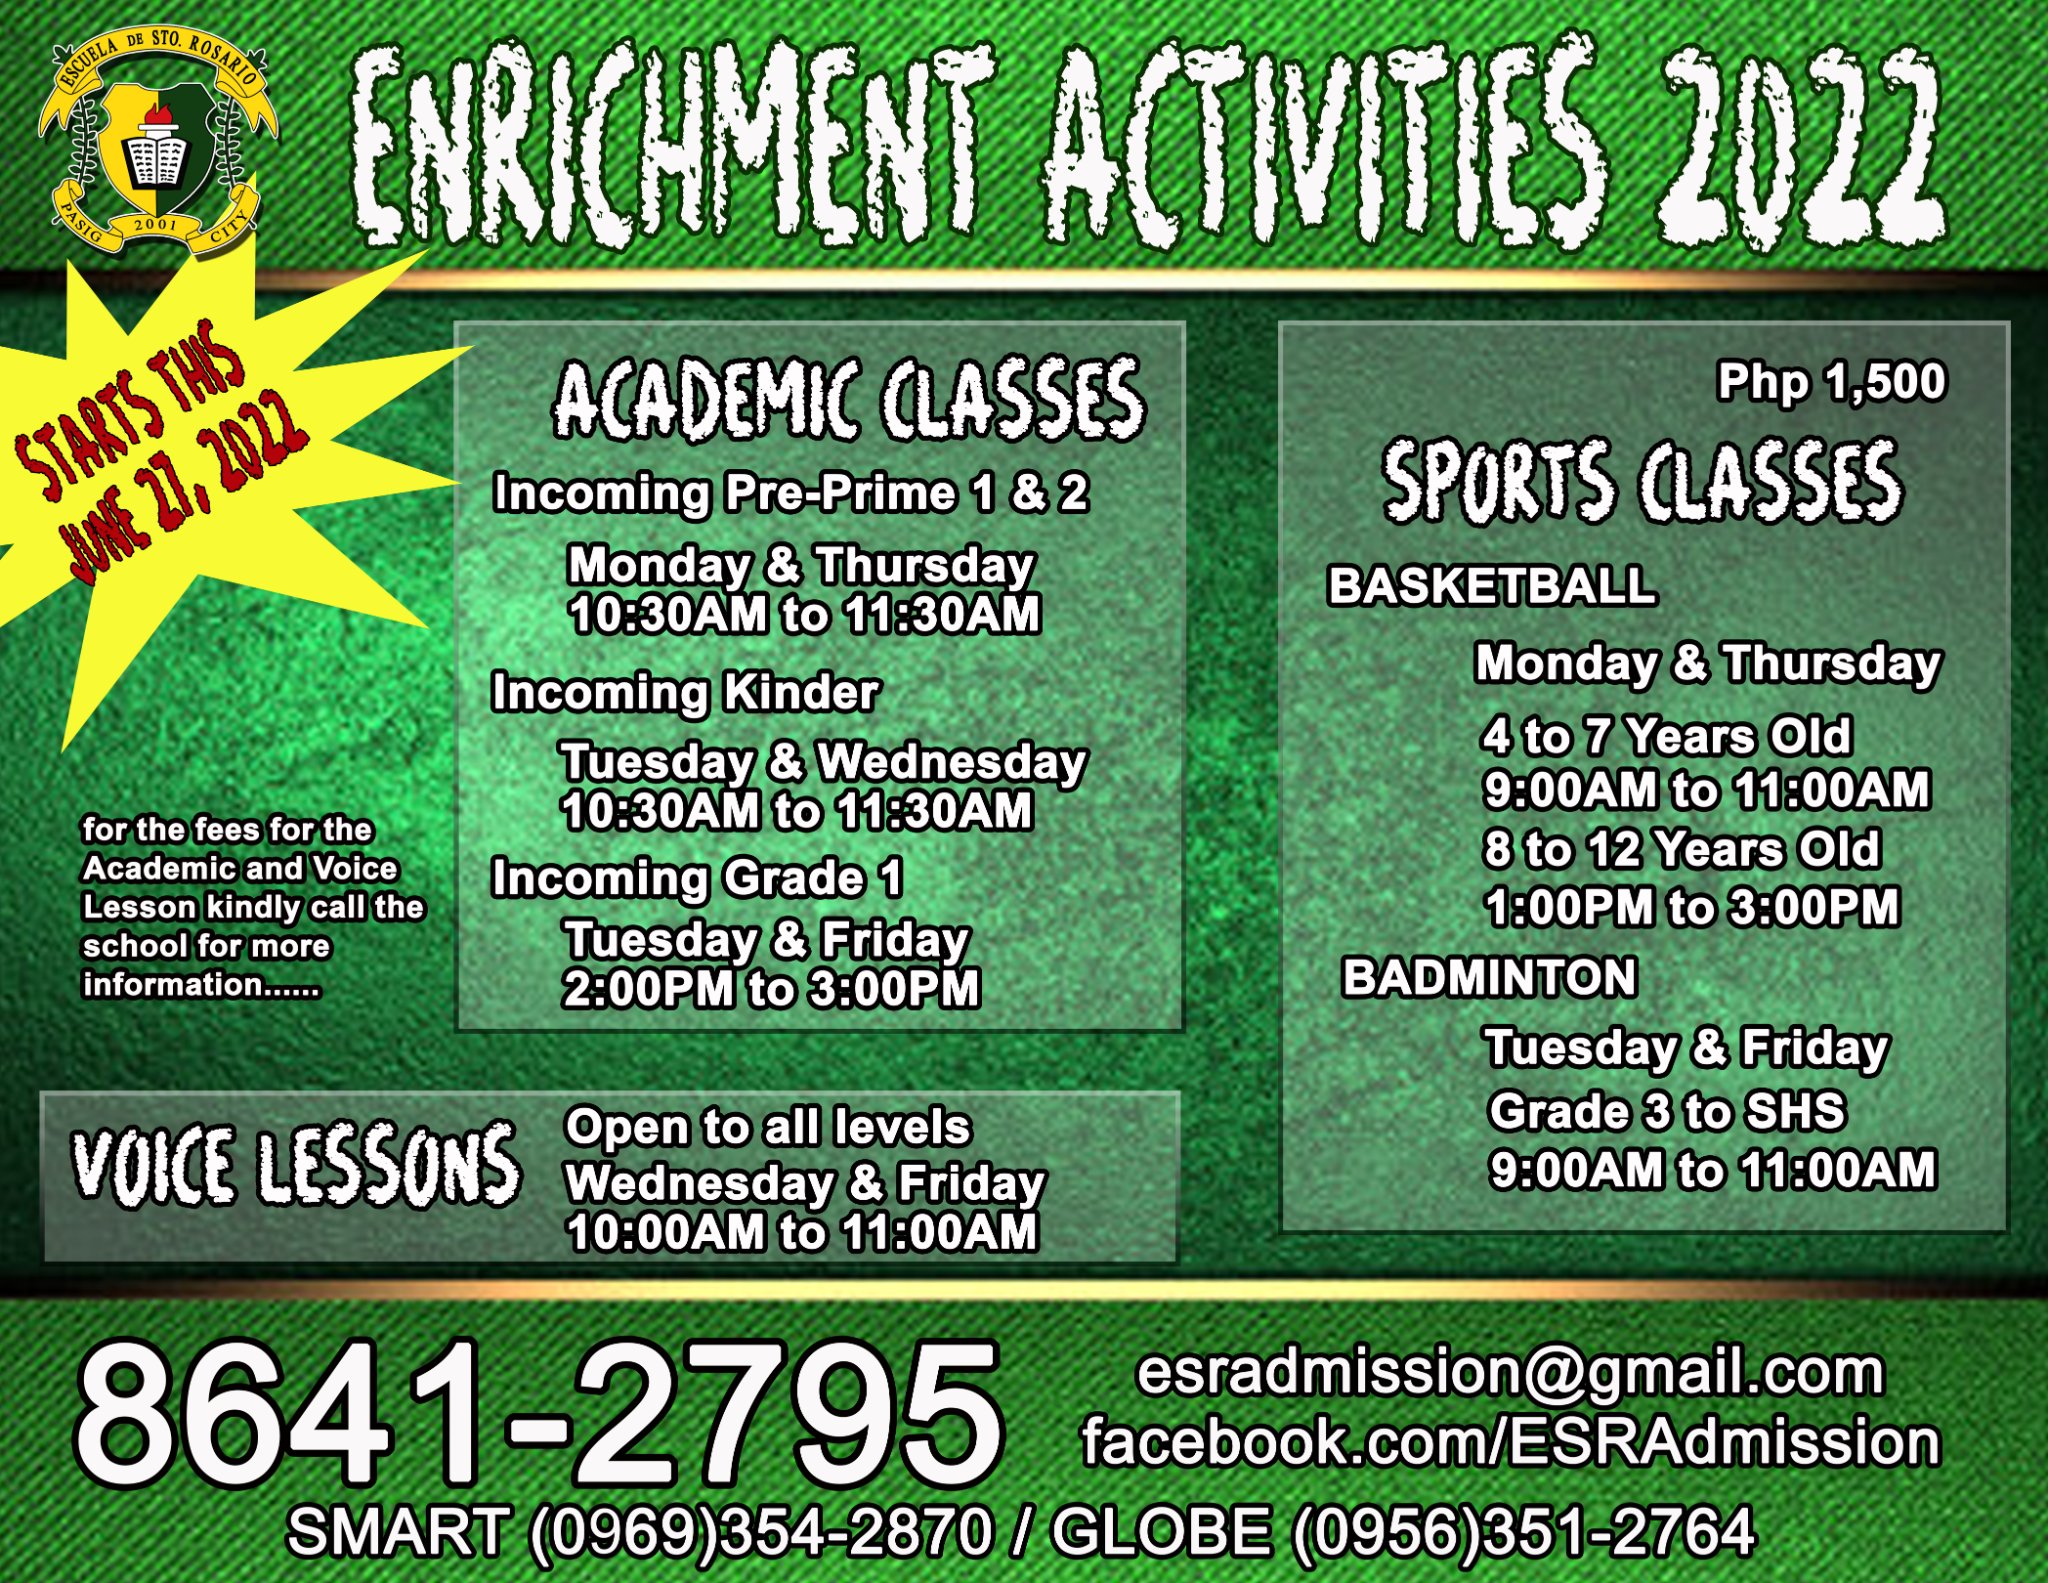 ESCUELA DE STO. ROSARIO
PASIG
2001
CITY
ENRICHMENT ACTIVITIES 2022
STARTS THIS
JUNE 27, 2022
for the fees for the
Academic and Voice
Lesson kindly call the
school for more
information......
ACADEMIC CLASSES
Incoming Pre-Prime 1 & 2
Monday & Thursday
10:30AM to 11:30AM
Incoming Kinder
Tuesday & Wednesday
10:30AM to 11:30AM
Incoming Grade 1
Tuesday & Friday
2:00PM to 3:00PM
Php 1,500
SPORTS CLASSES
BASKETBALL
Monday & Thursday
4 to 7 Years Old
9:00AM to 11:00AM
8 to 12 Years Old
1:00PM to 3:00PM
BADMINTON
Tuesday & Friday
Grade 3 to SHS
9:00AM to 11:00AM
VOICE LESSONS
Open to all levels
Wednesday & Friday
10:00AM to 11:00AM
8641-2795
esradmission@gmail.com
facebook.com/ESRAdmission
SMART (0969)354-2870 / GLOBE (0956)351-2764